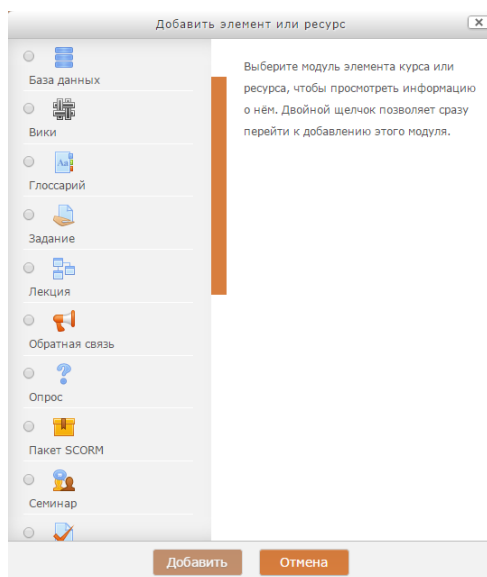 Добавить элемент или ресурс
База данных
Вики
Aa
Глоссарий
Задание
Лекция
Обратная связь
?
Опрос
Пакет SCORM
Семинар
Выберите модуль элемента курса или
ресурса, чтобы просмотреть информацию
о нём. Двойной щелчок позволяет сразу
перейти к добавлению этого модуля.
Добавить
Отмена